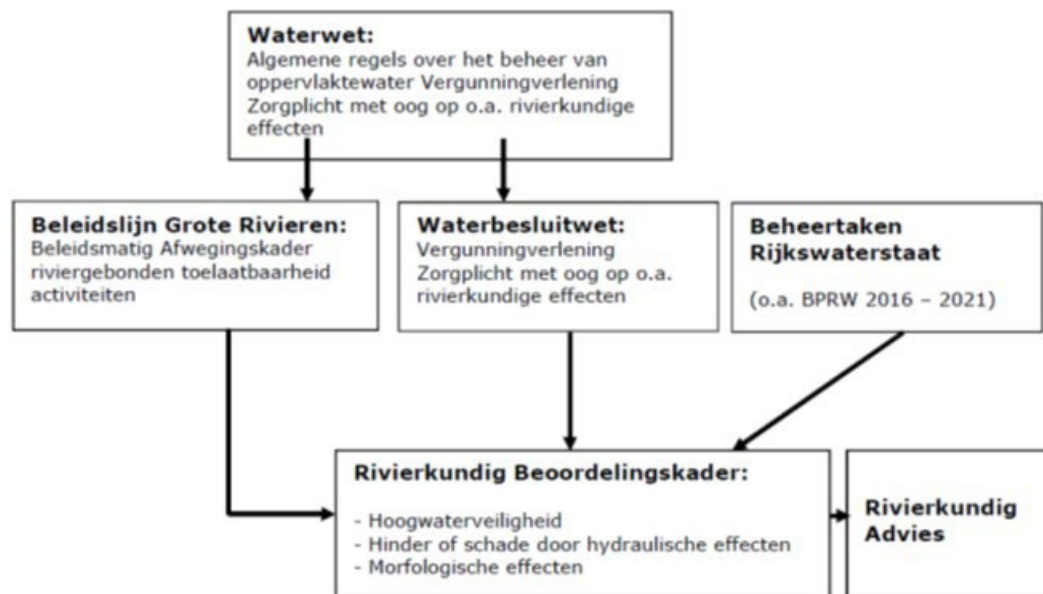 Waterwet:
Algemene regels over het beheer van
oppervlaktewater Vergunningverlening
Zorgplicht met oog op o.a. rivierkundige
effecten
Beleidslijn Grote Rivieren:
Beleidsmatig Afwegingskader
riviergebonden toelaatbaarheid
activiteiten
Waterbesluitwet:
Vergunningverlening
Zorgplicht met oog op o.a.
rivierkundige effecten
Beheertaken
Rijkswaterstaat
(o.a. BPRW 2016 – 2021)
Rivierkundig Beoordelingskader:
- Hoogwaterveiligheid
- Hinder of schade door hydraulische effecten
- Morfologische effecten
Rivierkundig
Advies